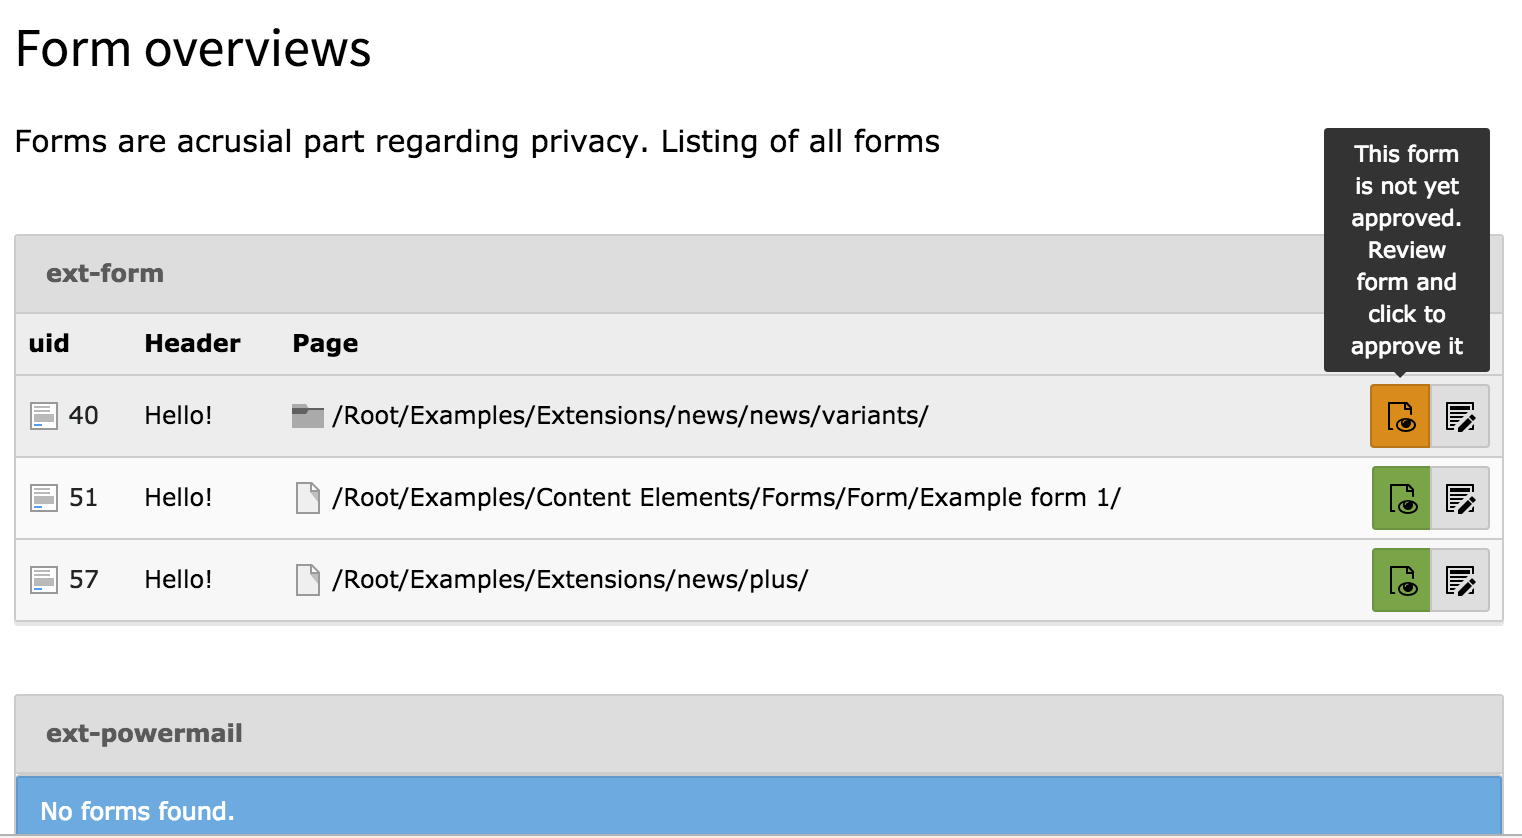 Form overviews
Forms are acrusial part regarding privacy. Listing of all forms
This form
is not yet
approved.
Review
form and
click to
approve it
ext-form
uid Header Page
40 Hello! /Root/Examples/Extensions/news/news/variants/
51 Hello! /Root/Examples/Content Elements/Forms/Form/Example form 1/
57 Hello! /Root/Examples/Extensions/news/plus/
ext-powermail
No forms found.